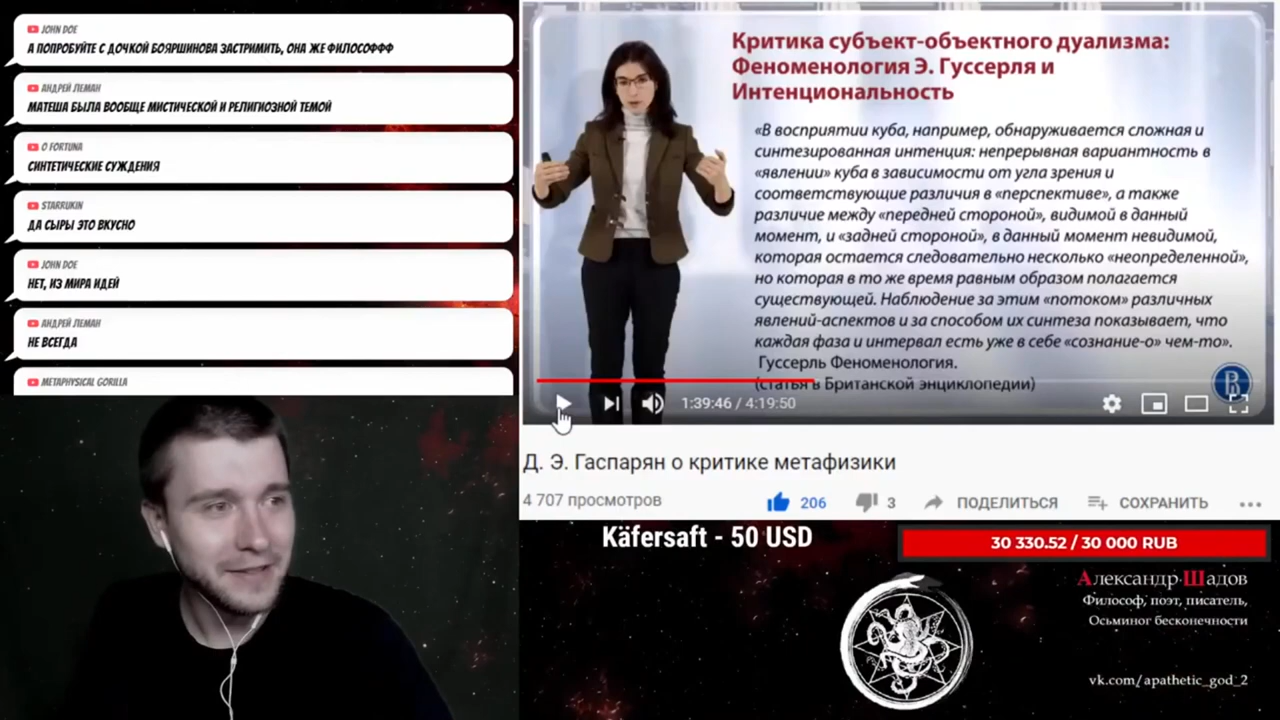 JOHN DOE
А ПОПРОБУЙТЕ С ДОЧКОЙ БОЯРШИНОВА ЗАСТРИМИТЬ, ОНА ЖЕ ФИЛОСОФФФ
АНДРЕЙ ЛЕМАН
МАТЕША БЫЛА ВООБЩЕ МИСТИЧЕСКОЙ И РЕЛИГИОЗНОЙ ТЕМОЙ
O FORTUNA
СИНТЕТИЧЕСКИЕ СУЖДЕНИЯ
STARRUKIN
ДА СЫРЫ ЭТО ВКУСНО
JOHN DOE
НЕТ, ИЗ МИРА ИДЕЙ
АНДРЕЙ ЛЕМАН
НЕ ВСЕГДА
METAPHYSICAL GORILLA
Критика субъект-объектного дуализма:
Феноменология Э. Гуссерля и
Интенциональность
«В восприятии куба, например, обнаруживается сложная и
синтезированная интенция: непрерывная вариантность в
«явлении» куба в зависимости от угла зрения и
соответствующие различия в «перспективе», а также
различие между «передней стороной», видимой в данный
момент, и «задней стороной», в данный момент невидимой,
которая остается следовательно несколько «неопределенной»,
но которая в то же время равным образом полагается
существующей. Наблюдение за этим «потоком» различных
явлений-аспектов и за способом их синтеза показывает, что
каждая фаза и интервал есть уже в себе «сознание-о» чем-то».
Гуссерль Феноменология.
(статья в Британской энциклопедии)
1:39:46 / 4:19:50
Д. Э. Гаспарян о критике метафизики
4 707 просмотров
206
3
ПОДЕЛИТЬСЯ
СОХРАНИТЬ
Käfersaft - 50 USD
30 330.52 / 30 000 RUB
Александр Шадов
Философ, поэт, писатель,
Осьминог бесконечности
vk.com/apathetic_god_2